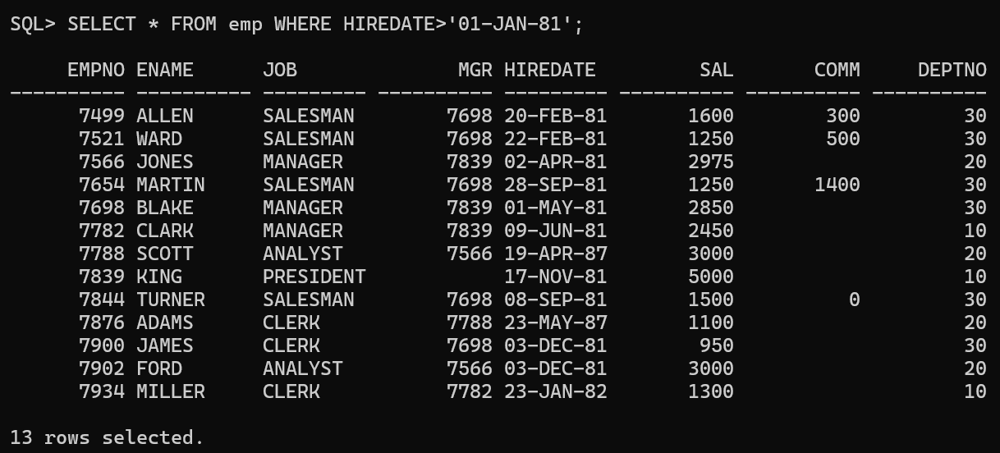 SQL> SELECT * FROM emp WHERE HIREDATE>'01-JAN-81';
     EMPNO ENAME      JOB              MGR HIREDATE         SAL       COMM     DEPTNO
---------- ---------- --------- ---------- --------- ---------- ---------- ----------
      7499 ALLEN      SALESMAN        7698 20-FEB-81       1600        300         30
      7521 WARD       SALESMAN        7698 22-FEB-81       1250        500         30
      7566 JONES      MANAGER         7839 02-APR-81       2975                    20
      7654 MARTIN     SALESMAN        7698 28-SEP-81       1250       1400         30
      7698 BLAKE      MANAGER         7839 01-MAY-81       2850                    30
      7782 CLARK      MANAGER         7839 09-JUN-81       2450                    10
      7788 SCOTT      ANALYST         7566 19-APR-87       3000                    20
      7839 KING       PRESIDENT            17-NOV-81       5000                    10
      7844 TURNER     SALESMAN        7698 08-SEP-81       1500          0         30
      7876 ADAMS      CLERK           7788 23-MAY-87       1100                    20
      7900 JAMES      CLERK           7698 03-DEC-81        950                    30
      7902 FORD       ANALYST         7566 03-DEC-81       3000                    20
      7934 MILLER     CLERK           7782 23-JAN-82       1300                    10
13 rows selected.